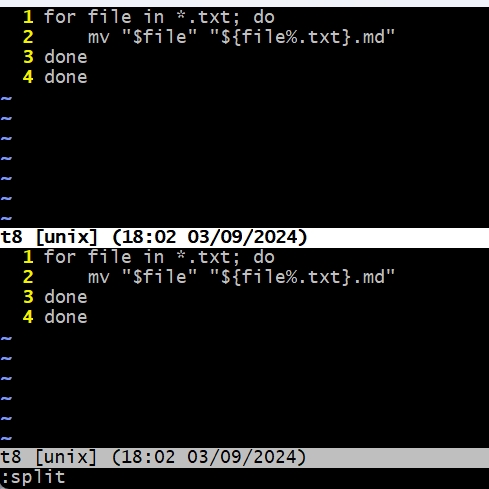 1 for file in *.txt; do
2     mv "$file" "${file%.txt}.md"
3 done
4 done
~
~
~
~
~
~
~
t8 [unix] (18:02 03/09/2024)
1 for file in *.txt; do
2     mv "$file" "${file%.txt}.md"
3 done
4 done
~
~
~
~
~
~
t8 [unix] (18:02 03/09/2024)
:split